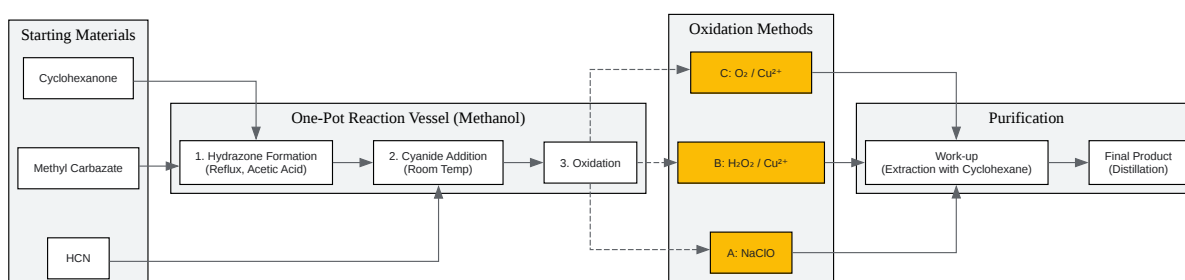 Starting Materials
Cyclohexanone
Methyl Carbazate
HCN
One-Pot Reaction Vessel (Methanol)
1. Hydrazone Formation
(Reflux, Acetic Acid)
2. Cyanide Addition
(Room Temp)
3. Oxidation
Oxidation Methods
C: O₂ / Cu²⁺
B: H₂O₂ / Cu²⁺
A: NaClO
Purification
Work-up
(Extraction with Cyclohexane)
Final Product
(Distillation)